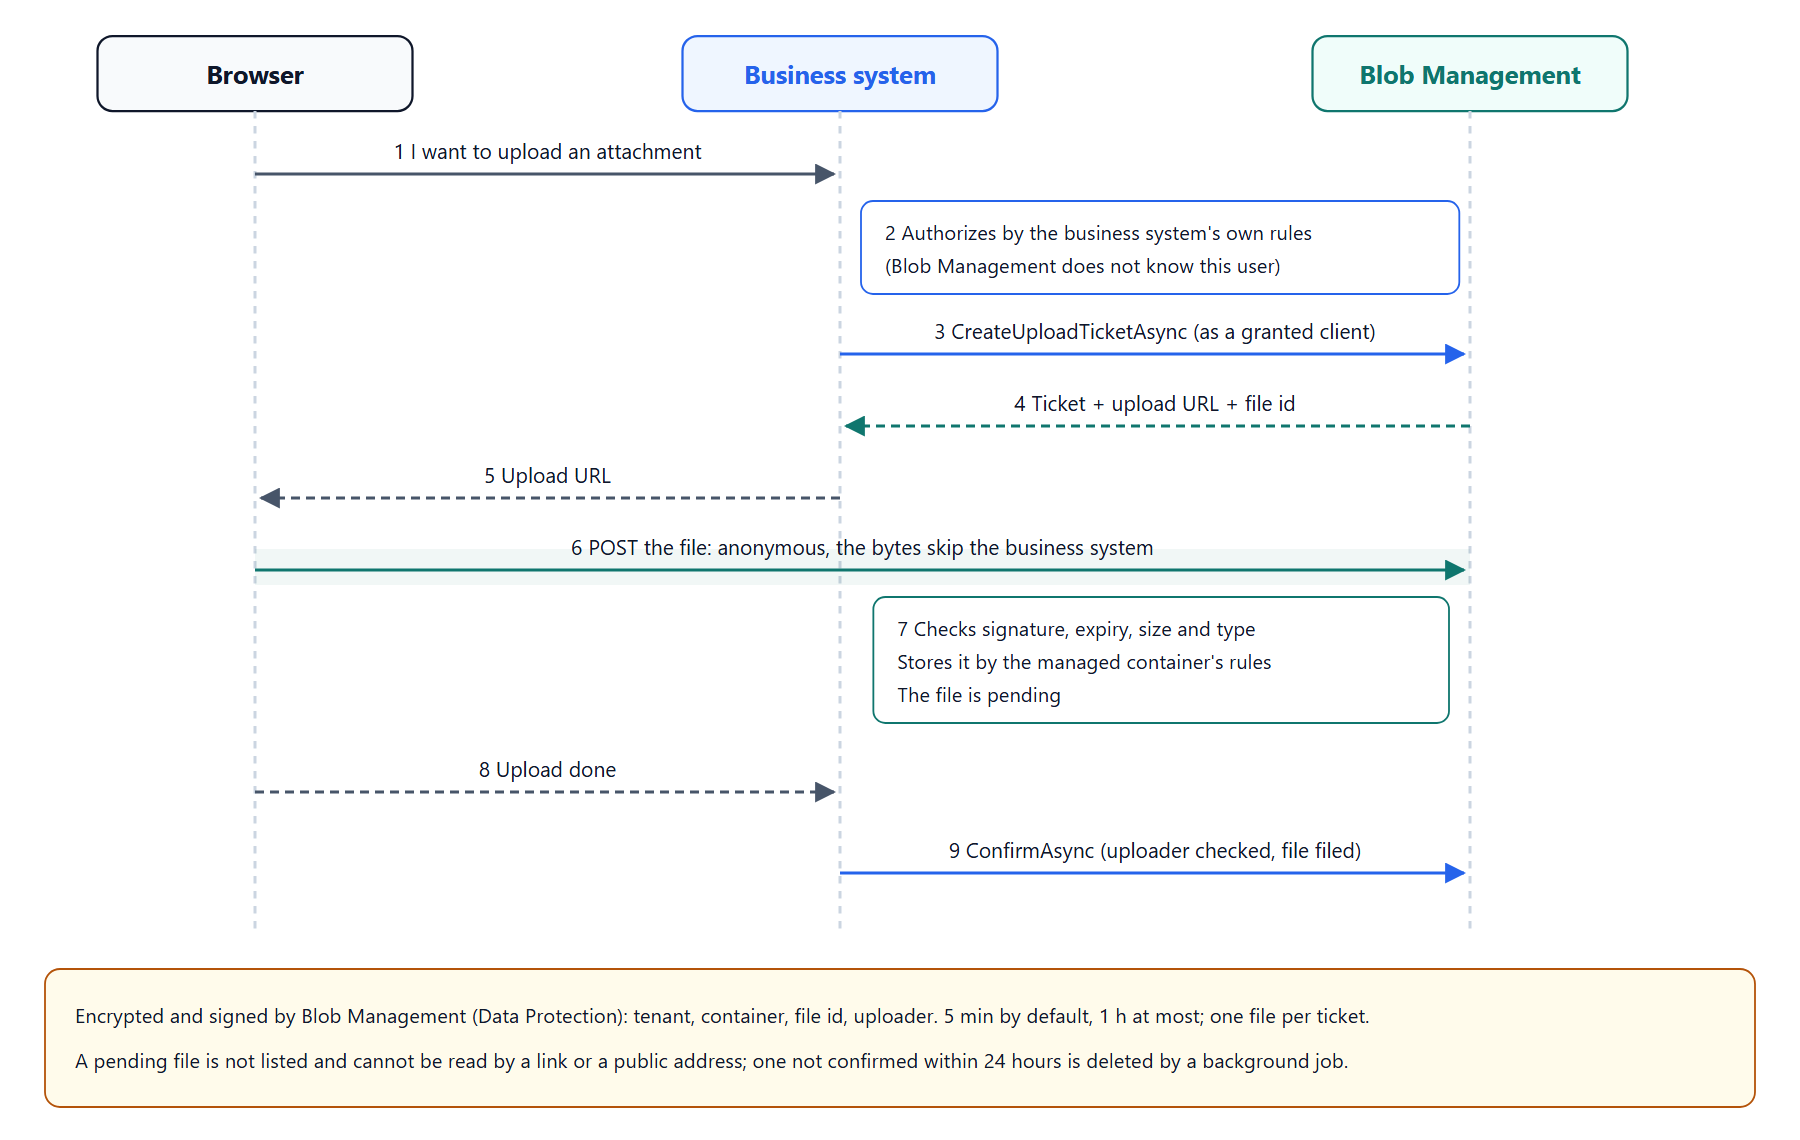 Browser
Business system
Blob Management
1 I want to upload an attachment
2 Authorizes by the business system's own rules
(Blob Management does not know this user)
3 CreateUploadTicketAsync (as a granted client)
4 Ticket + upload URL + file id
5 Upload URL
6 POST the file: anonymous, the bytes skip the business system
7 Checks signature, expiry, size and type
Stores it by the managed container's rules
The file is pending
8 Upload done
9 ConfirmAsync (uploader checked, file filed)
Encrypted and signed by Blob Management (Data Protection): tenant, container, file id, uploader. 5 min by default, 1 h at most; one file per ticket.
A pending file is not listed and cannot be read by a link or a public address; one not confirmed within 24 hours is deleted by a background job.